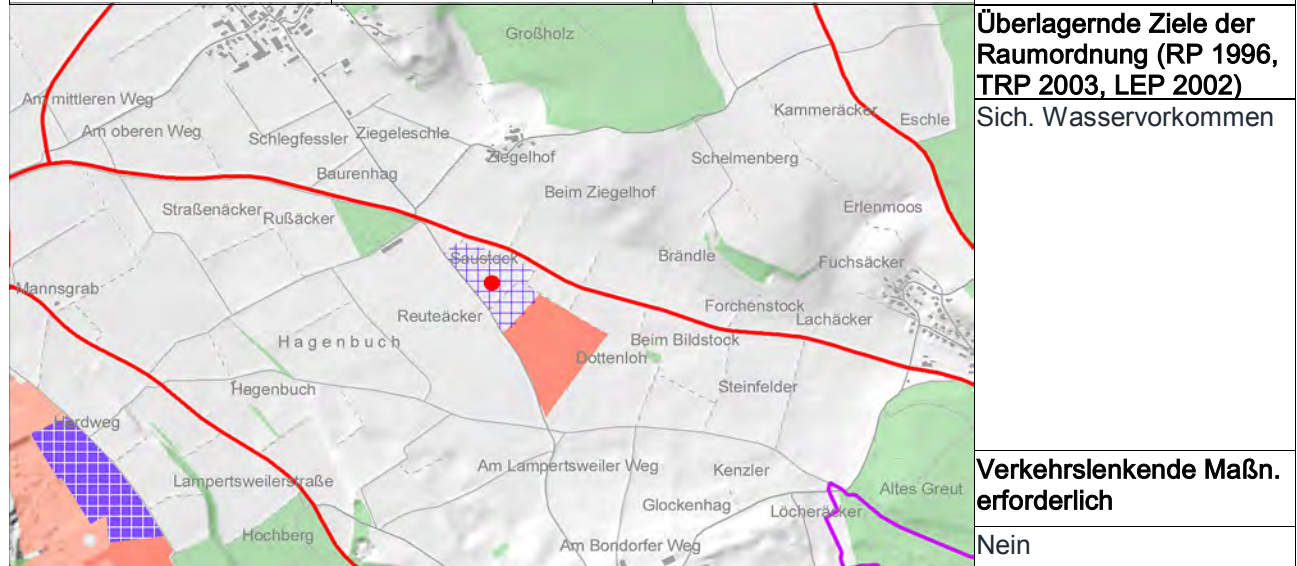 Großholz
Am mittleren Weg
Am oberen Weg
Schlegfessler
Ziegeleschle
Kammeräcker
Eschle
Ziegelhof
Schelmenberg
Baurenhag
Beim Ziegelhof
Straßenäcker
Rußäcker
Erlenmoos
Saustock
Brändle
Fuchsäcker
Mannsgrab
Reuteäcker
Forchenstock
Lachäcker
Hagenbuch
Beim Bildstock
Dottenloh
Hagenbuch
Steinfelder
Hardweg
Am Lampertsweiler Weg
Kenzler
Lampertsweilerstraße
Altes Greut
Glockenhag
Löcheräcker
Hochberg
Am Bondorfer Weg
Überlagernde Ziele der
Raumordnung (RP 1996,
TRP 2003, LEP 2002)
Sich. Wasservorkommen
Verkehrslenkende Maßn.
erforderlich
Nein